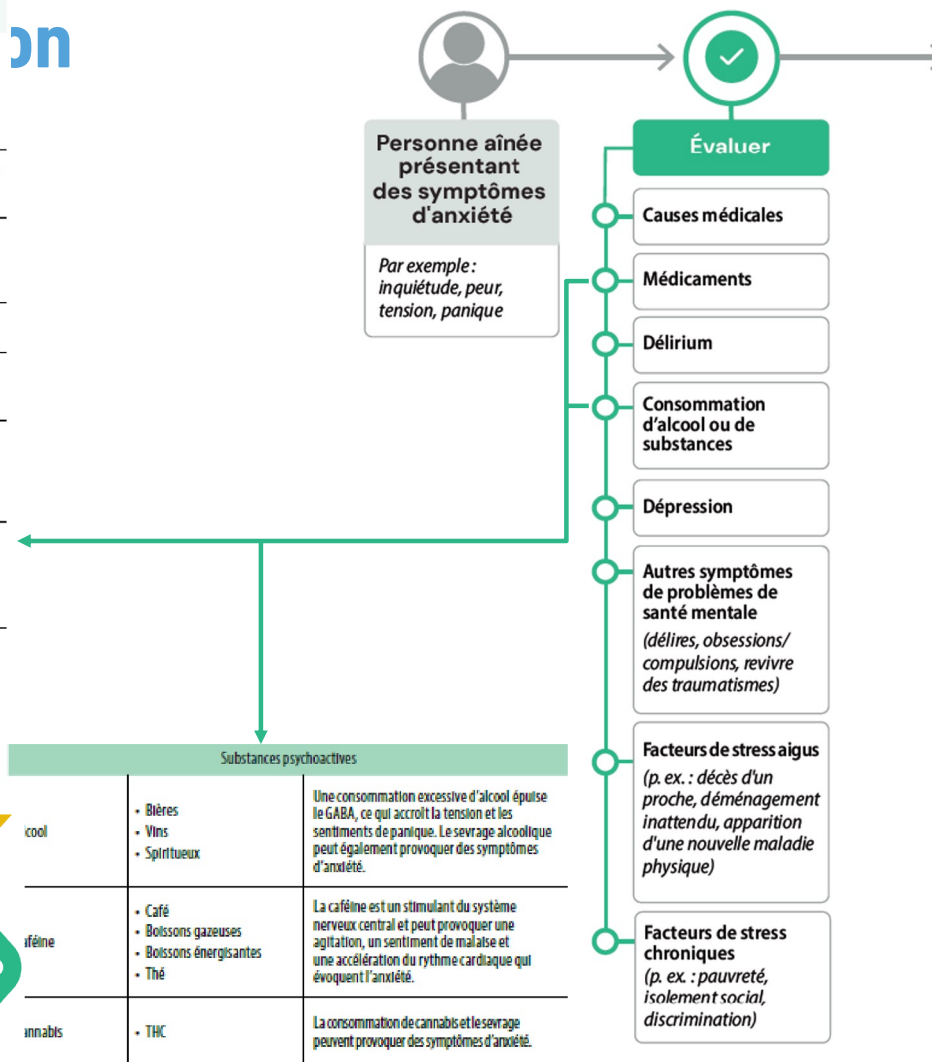 on
Personne aînée
présentant
des symptômes
d'anxiété
Par exemple :
inquiétude, peur,
tension, panique
Évaluer
Causes médicales
Médicaments
Délirium
Consommation
d'alcool ou de
substances
Dépression
Autres symptômes
de problèmes de
santé mentale
(délires, obsessions/
compulsions, revivre
des traumatismes)
Facteurs de stress aigus
(p. ex. : décès d'un
proche, déménagement
inattendu, apparition
d'une nouvelle maladie
physique)
Facteurs de stress
chroniques
(p. ex. : pauvreté,
isolement social,
discrimination)
Substances psychoactives
cool
• Bières
• Vins
• Spiritueux
Une consommation excessive d'alcool épuise
le GABA, ce qui accroît la tension et les
sentiments de panique. Le sevrage alcoolique
peut également provoquer des symptômes
d'anxiété.
aféine
• Café
• Boissons gazeuses
• Boissons énergisantes
• Thé
La caféine est un stimulant du système
nerveux central et peut provoquer une
agitation, un sentiment de malaise et
une accélération du rythme cardiaque qui
évoquent l'anxiété.
annabis
• THC
La consommation de cannabis et le sevrage
peuvent provoquer des symptômes d'anxiété.